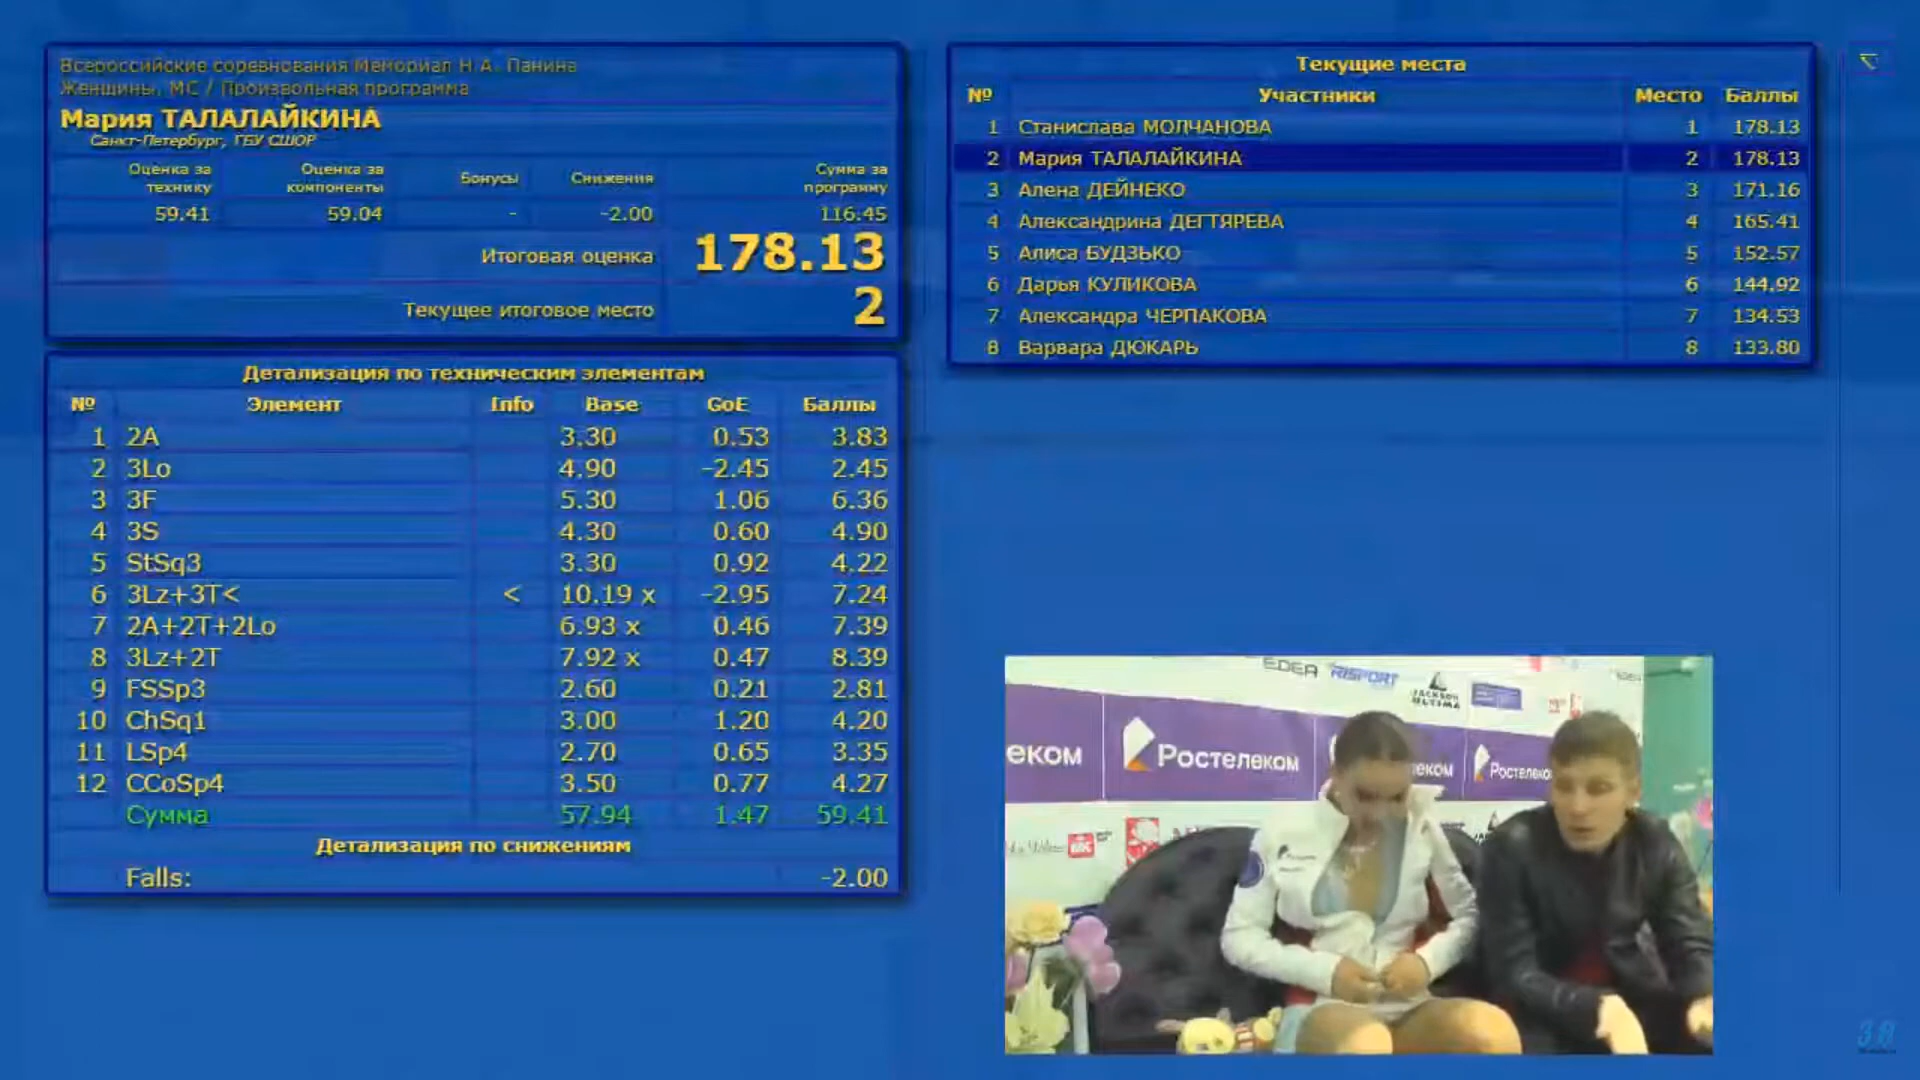 Всероссийские соревнования Мемориал Н.А. Панина
Женщины, МС / Произвольная программа
Мария ТАЛАЛАЙКИНА
Санкт-Петербург, ГБУ СШОР
Оценка за технику Оценка за компоненты Бонусы Снижения Сумма за программу
59.41 59.04 - -2.00 116.45
Итоговая оценка 178.13
Текущее итоговое место 2
Детализация по техническим элементам
№ Элемент Info Base GoE Баллы
1 2A 3.30 0.53 3.83
2 3Lo 4.90 -2.45 2.45
3 3F 5.30 1.06 6.36
4 3S 4.30 0.60 4.90
5 StSq3 3.30 0.92 4.22
6 3Lz+3T< < 10.19 x -2.95 7.24
7 2A+2T+2Lo 6.93 x 0.46 7.39
8 3Lz+2T 7.92 x 0.47 8.39
9 FSSp3 2.60 0.21 2.81
10 ChSq1 3.00 1.20 4.20
11 LSp4 2.70 0.65 3.35
12 CCoSp4 3.50 0.77 4.27
Сумма 57.94 1.47 59.41
Детализация по снижениям
Falls: -2.00
Текущие места
№ Участники Место Баллы
1 Станислава МОЛЧАНОВА 1 178.13
2 Мария ТАЛАЛАЙКИНА 2 178.13
3 Алена ДЕЙНЕКО 3 171.16
4 Александрина ДЕГТЯРЕВА 4 165.41
5 Алиса БУДЗЬКО 5 152.57
6 Дарья КУЛИКОВА 6 144.92
7 Александра ЧЕРПАКОВА 7 134.53
8 Варвара ДЮКАРЬ 8 133.80
EDEA RISPORT JACKSON ULTIMA
еком Ростелеком еком Ростелеко